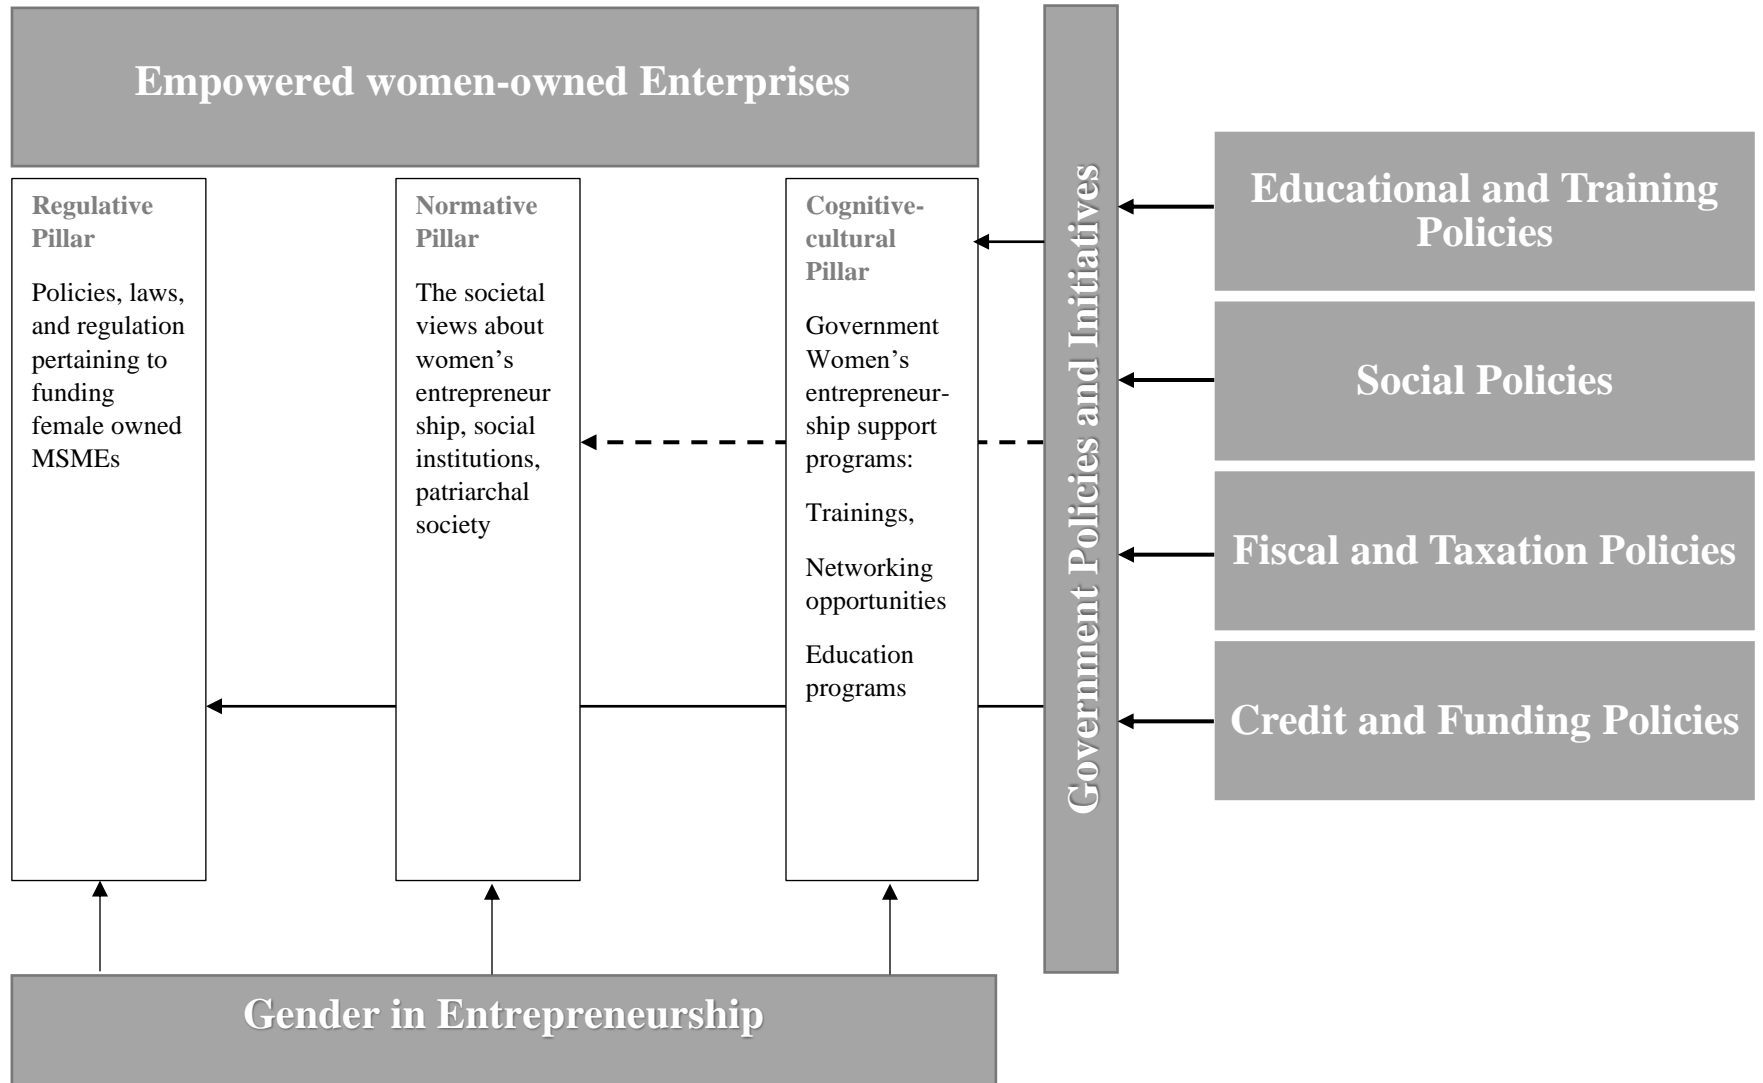 Empowered women-owned Enterprises
Regulative
Pillar
Policies, laws,
and regulation
pertaining to
funding
female owned
MSMEs
Normative
Pillar
The societal
views about
women’s
entrepreneur
ship, social
institutions,
patriarchal
society
Cognitive-
cultural
Pillar
Government
Women’s
entrepreneur-
ship support
programs:
Trainings,
Networking
opportunities
Education
programs
Government Policies and Initiatives
Educational and Training
Policies
Social Policies
Fiscal and Taxation Policies
Credit and Funding Policies
Gender in Entrepreneurship